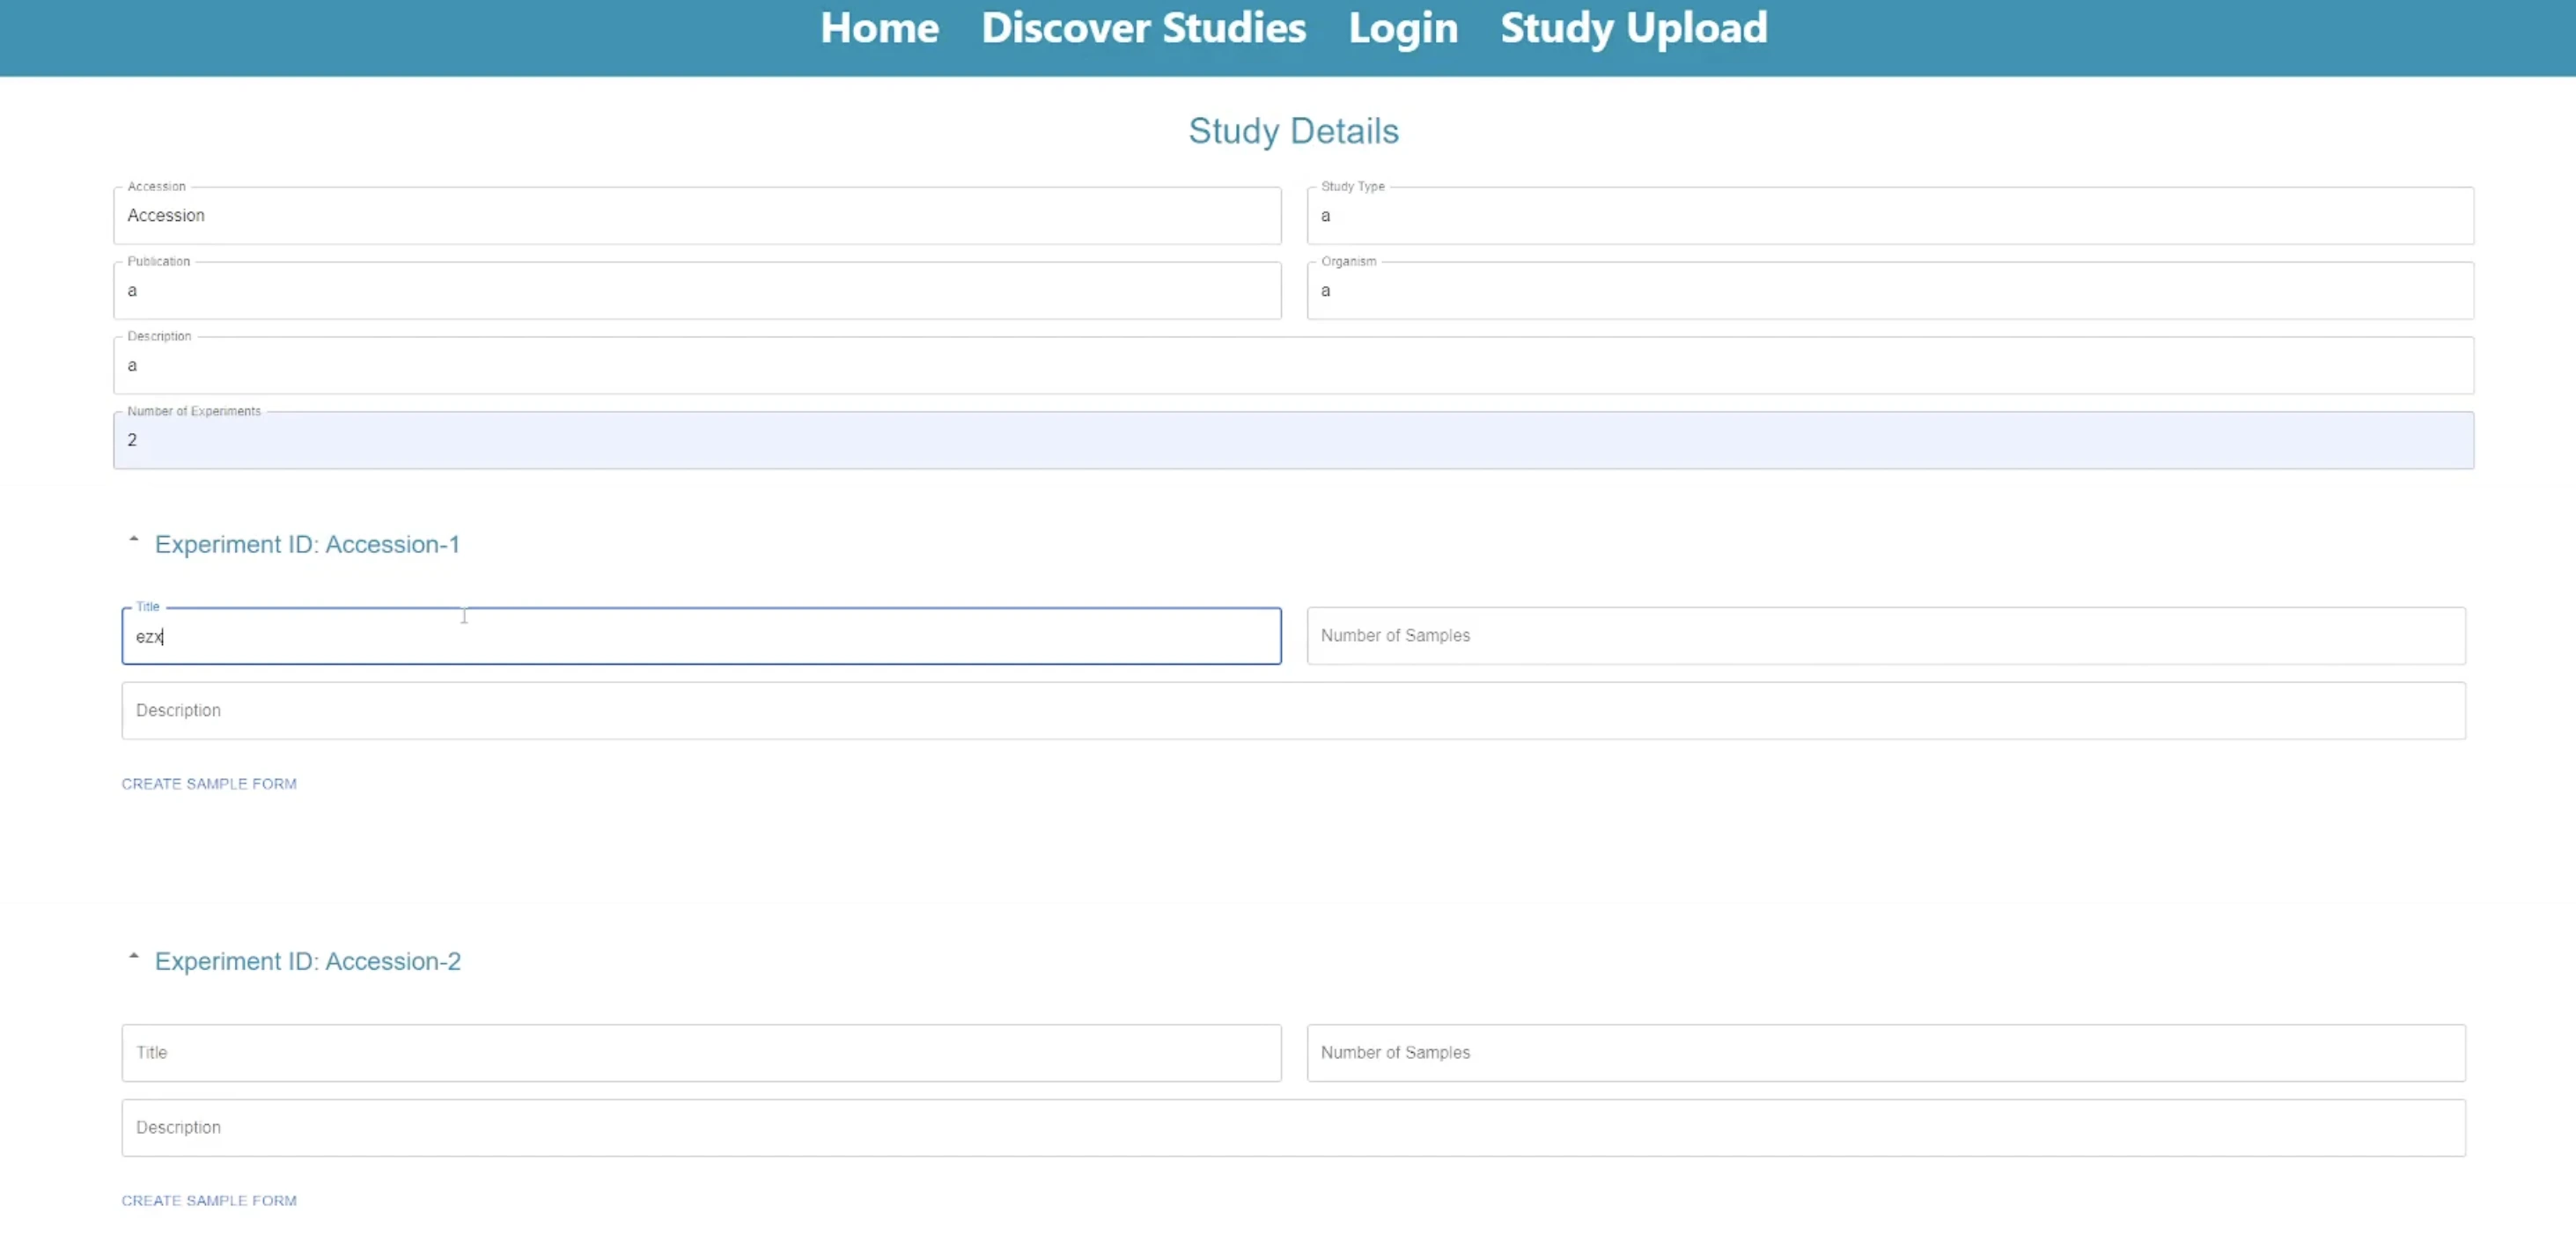 Home Discover Studies Login Study Upload
Study Details
Accession
Accession
Study Type
a
Publication
a
Organism
a
Description
a
Number of Experiments
2
Experiment ID: Accession-1
Title
ezx
Number of Samples
Description
CREATE SAMPLE FORM
Experiment ID: Accession-2
Title
Number of Samples
Description
CREATE SAMPLE FORM